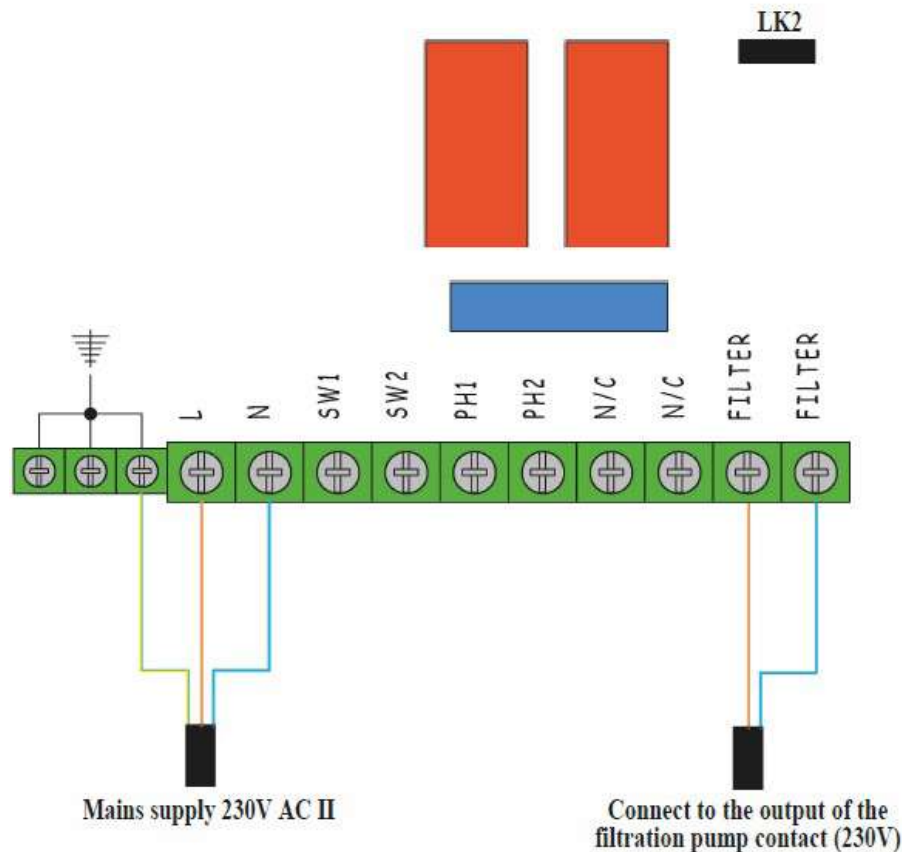 LK2
L
N
SW1
SW2
PH1
PH2
N/C
N/C
FILTER
FILTER
Mains supply 230V AC II
Connect to the output of the
filtration pump contact (230V)